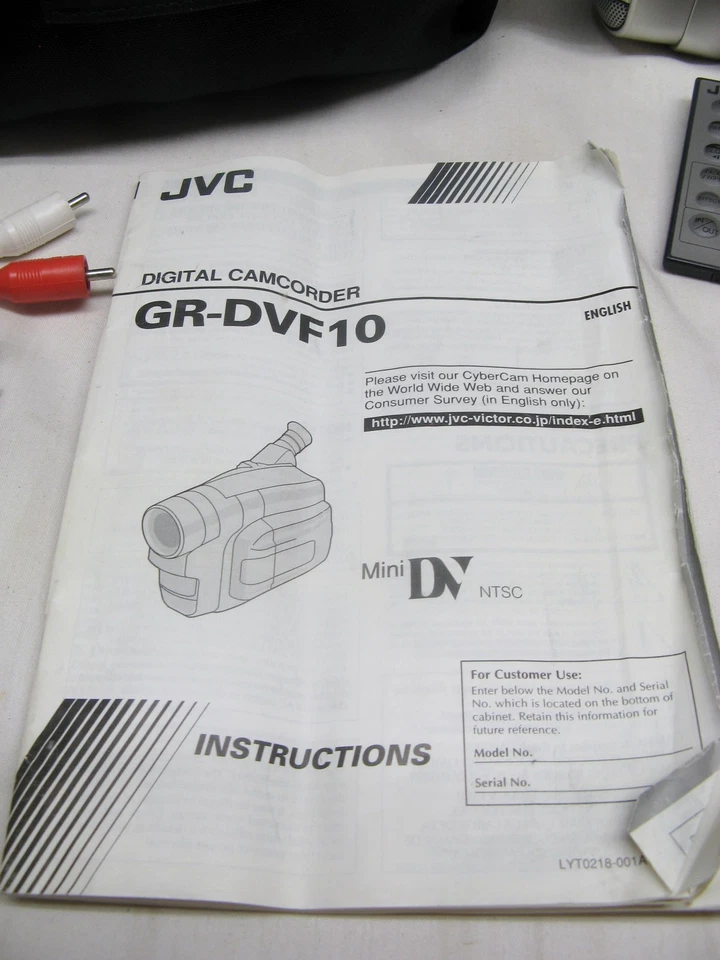 JVC
DIGITAL CAMCORDER
GR-DVF10
ENGLISH
Please visit our CyberCam Homepage on
the World Wide Web and answer our
Consumer Survey (in English only):
http://www.jvc-victor.co.jp/index-e.html
Mini DV NTSC
For Customer Use:
Enter below the Model No. and Serial
No. which is located on the bottom of
cabinet. Retain this information for
future reference.
Model No.
Serial No.
INSTRUCTIONS
LYT0218-001A